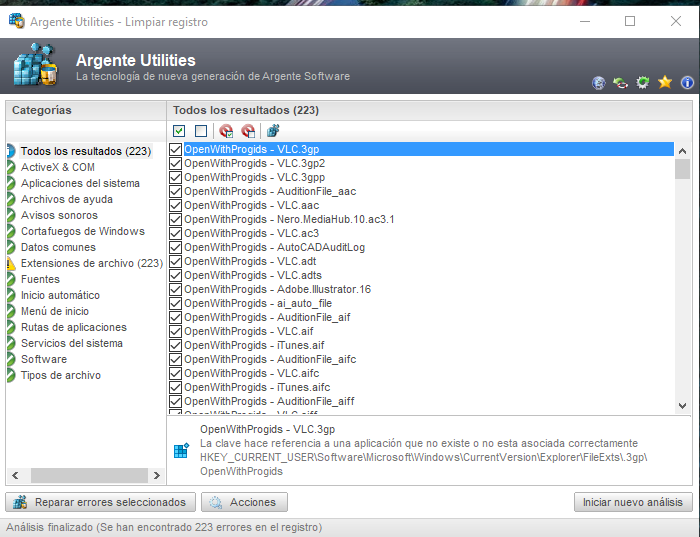 Argente Utilities - Limpiar registro
Argente Utilities
La tecnología de nueva generación de Argente Software
Categorías
Todos los resultados (223)
Todos los resultados (223)
ActiveX & COM
Aplicaciones del sistema
Archivos de ayuda
Avisos sonoros
Cortafuegos de Windows
Datos comunes
Extensiones de archivo (223)
Fuentes
Inicio automático
Menú de inicio
Rutas de aplicaciones
Servicios del sistema
Software
Tipos de archivo
OpenWithProgids - VLC.3gp
OpenWithProgids - VLC.3gp2
OpenWithProgids - VLC.3gpp
OpenWithProgids - AuditionFile_aac
OpenWithProgids - VLC.aac
OpenWithProgids - Nero.MediaHub.10.ac3.1
OpenWithProgids - VLC.ac3
OpenWithProgids - AutoCADAuditLog
OpenWithProgids - VLC.adt
OpenWithProgids - VLC.adts
OpenWithProgids - Adobe.Illustrator.16
OpenWithProgids - ai_auto_file
OpenWithProgids - AuditionFile_aif
OpenWithProgids - VLC.aif
OpenWithProgids - iTunes.aif
OpenWithProgids - AuditionFile_aifc
OpenWithProgids - VLC.aifc
OpenWithProgids - iTunes.aifc
OpenWithProgids - AuditionFile_aiff
OpenWithProgids - VLC.aiff
OpenWithProgids - VLC.3gp
La clave hace referencia a una aplicación que no existe o no esta asociada correctamente
HKEY_CURRENT_USER\Software\Microsoft\Windows\CurrentVersion\Explorer\FileExts\.3gp\
OpenWithProgids
Reparar errores seleccionados
Acciones
Iniciar nuevo análisis
Análisis finalizado (Se han encontrado 223 errores en el registro)